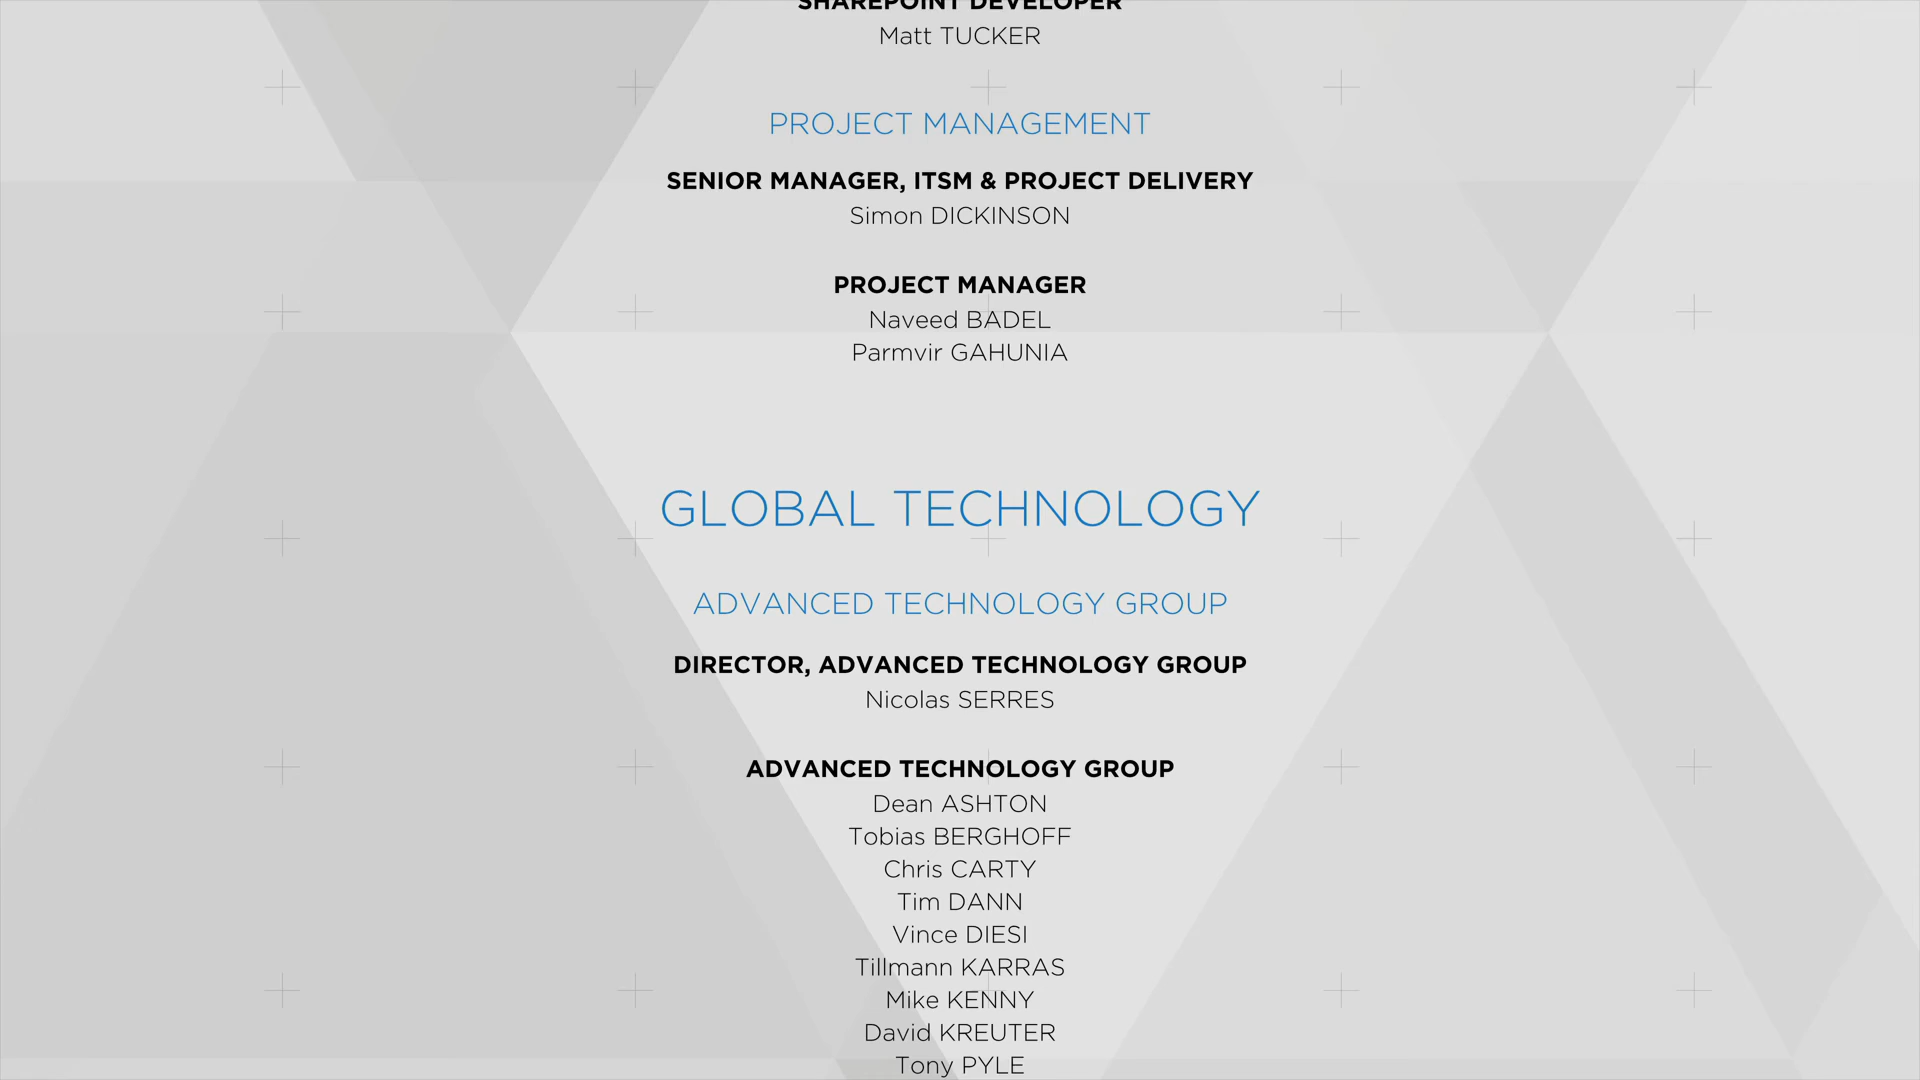 SHAREPOINT DEVELOPER
Matt TUCKER
PROJECT MANAGEMENT
SENIOR MANAGER, ITSM & PROJECT DELIVERY
Simon DICKINSON
PROJECT MANAGER
Naveed BADEL
Parmvir GAHUNIA
GLOBAL TECHNOLOGY
ADVANCED TECHNOLOGY GROUP
DIRECTOR, ADVANCED TECHNOLOGY GROUP
Nicolas SERRES
ADVANCED TECHNOLOGY GROUP
Dean ASHTON
Tobias BERGHOFF
Chris CARTY
Tim DANN
Vince DIESI
Tillmann KARRAS
Mike KENNY
David KREUTER
Tony PYLE